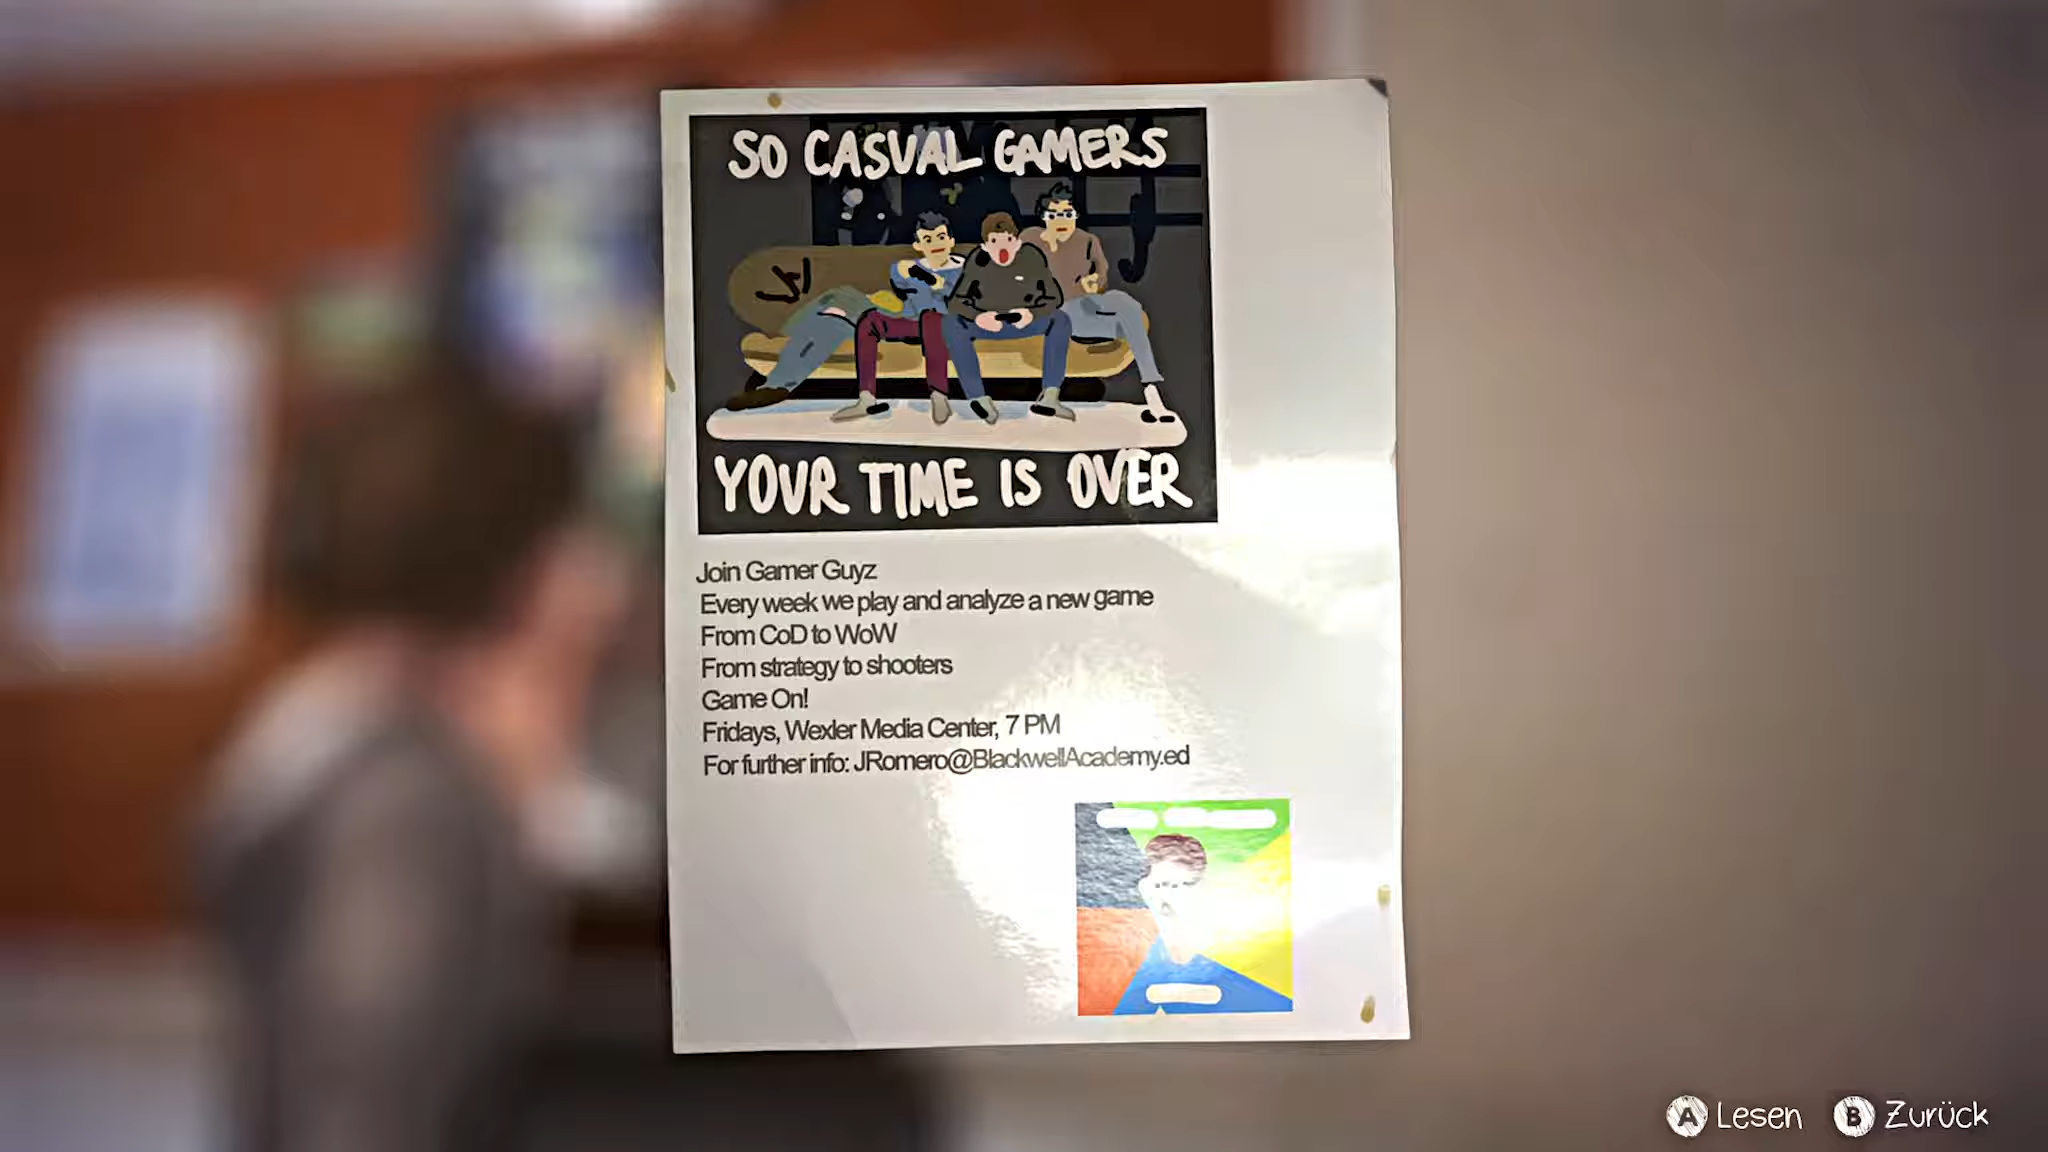 SO CASUAL GAMERS
YOUR TIME IS OVER
Join Gamer Guyz
Every week we play and analyze a new game
From CoD to WoW
From strategy to shooters
Game On!
Fridays, Wexler Media Center, 7 PM
For further info: JRomero@BlackwellAcademy.ed
A Lesen B Zurück